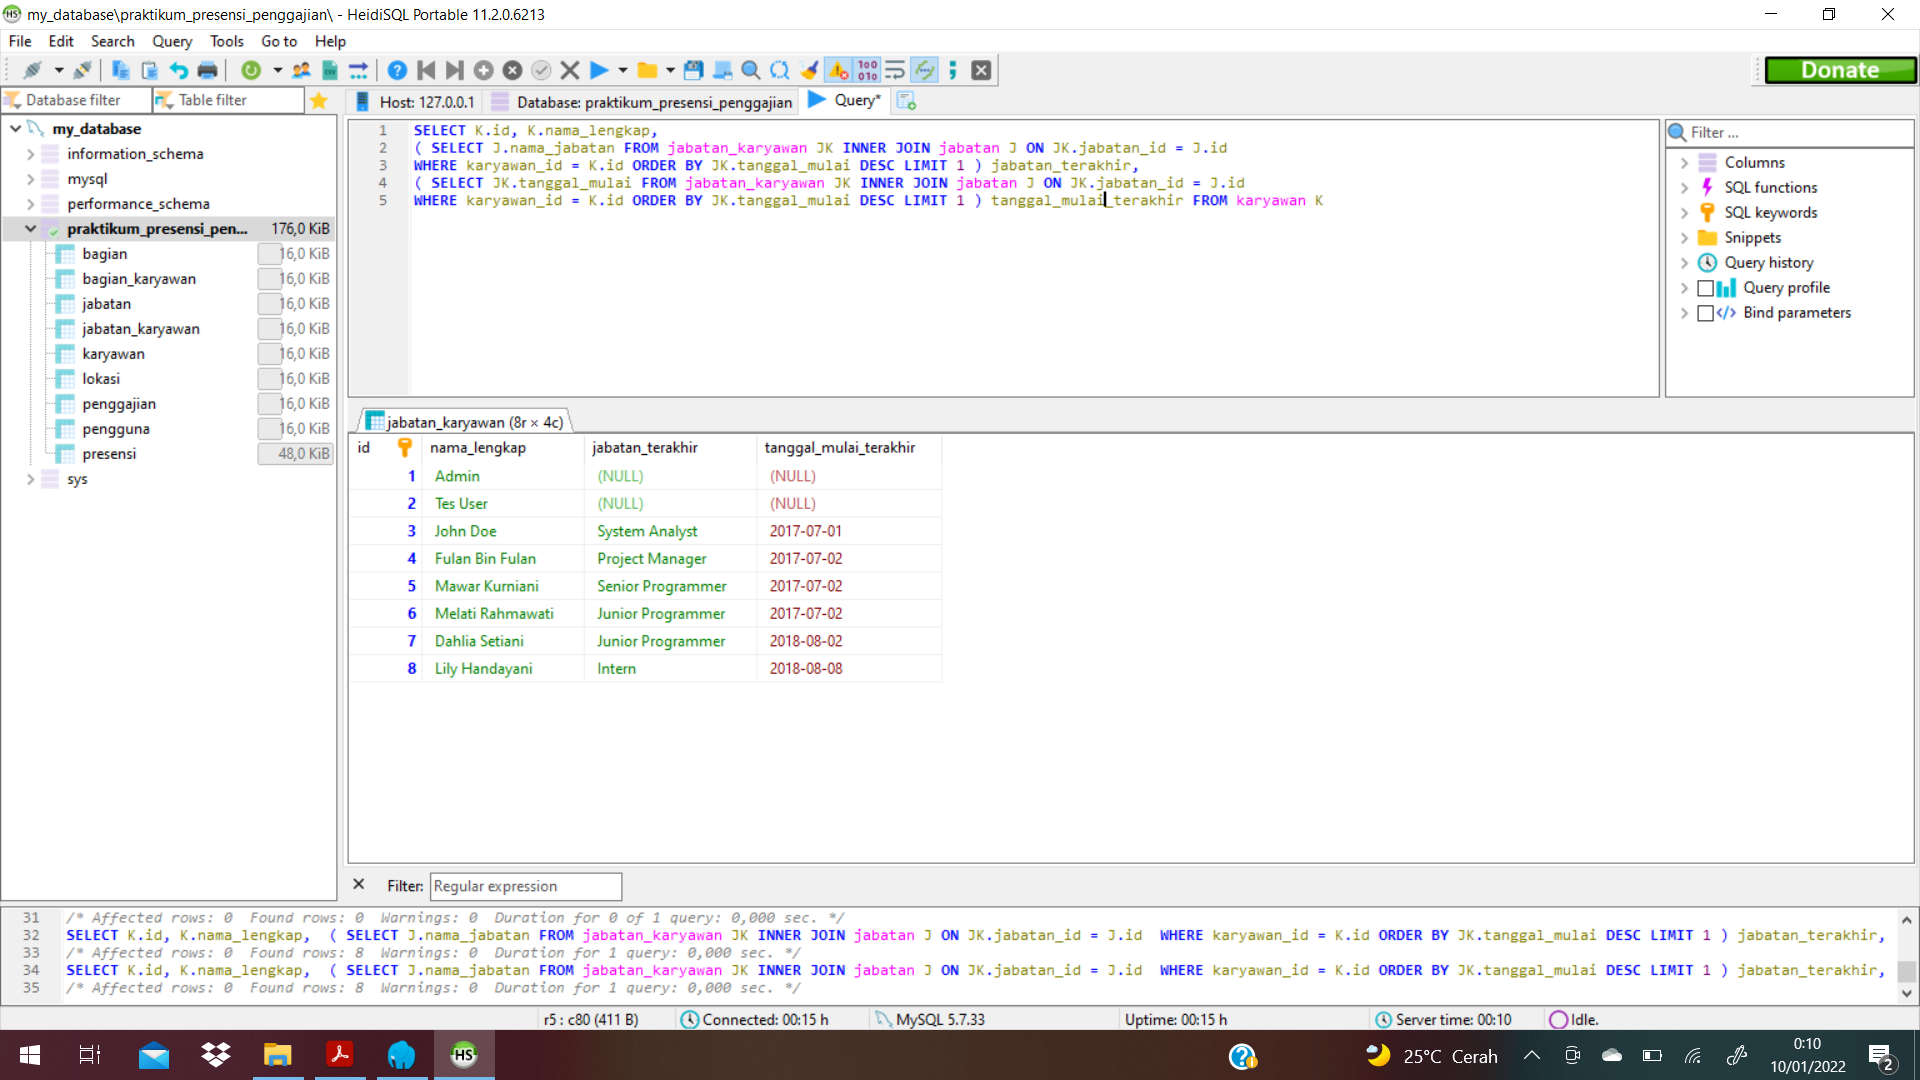 my_database\praktikum_presensi_penggajian\ - HeidiSQL Portable 11.2.0.6213
File Edit Search Query Tools Go to Help
Donate
Database filter Table filter
Host: 127.0.0.1 Database: praktikum_presensi_penggajian Query*
my_database
information_schema
mysql
performance_schema
praktikum_presensi_pen... 176,0 KiB
bagian 16,0 KiB
bagian_karyawan 16,0 KiB
jabatan 16,0 KiB
jabatan_karyawan 16,0 KiB
karyawan 16,0 KiB
lokasi 16,0 KiB
penggajian 16,0 KiB
pengguna 16,0 KiB
presensi 48,0 KiB
sys
1 SELECT K.id, K.nama_lengkap,
2 ( SELECT J.nama_jabatan FROM jabatan_karyawan JK INNER JOIN jabatan J ON JK.jabatan_id = J.id
3 WHERE karyawan_id = K.id ORDER BY JK.tanggal_mulai DESC LIMIT 1 ) jabatan_terakhir,
4 ( SELECT JK.tanggal_mulai FROM jabatan_karyawan JK INNER JOIN jabatan J ON JK.jabatan_id = J.id
5 WHERE karyawan_id = K.id ORDER BY JK.tanggal_mulai DESC LIMIT 1 ) tanggal_mulai_terakhir FROM karyawan K
Filter ...
Columns
SQL functions
SQL keywords
Snippets
Query history
Query profile
Bind parameters
jabatan_karyawan (8r × 4c)
id nama_lengkap jabatan_terakhir tanggal_mulai_terakhir
1 Admin (NULL) (NULL)
2 Tes User (NULL) (NULL)
3 John Doe System Analyst 2017-07-01
4 Fulan Bin Fulan Project Manager 2017-07-02
5 Mawar Kurniani Senior Programmer 2017-07-02
6 Melati Rahmawati Junior Programmer 2017-07-02
7 Dahlia Setiani Junior Programmer 2018-08-02
8 Lily Handayani Intern 2018-08-08
Filter: Regular expression
31 /* Affected rows: 0 Found rows: 0 Warnings: 0 Duration for 0 of 1 query: 0,000 sec. */
32 SELECT K.id, K.nama_lengkap, ( SELECT J.nama_jabatan FROM jabatan_karyawan JK INNER JOIN jabatan J ON JK.jabatan_id = J.id WHERE karyawan_id = K.id ORDER BY JK.tanggal_mulai DESC LIMIT 1 ) jabatan_terakhir,
33 /* Affected rows: 0 Found rows: 8 Warnings: 0 Duration for 1 query: 0,000 sec. */
34 SELECT K.id, K.nama_lengkap, ( SELECT J.nama_jabatan FROM jabatan_karyawan JK INNER JOIN jabatan J ON JK.jabatan_id = J.id WHERE karyawan_id = K.id ORDER BY JK.tanggal_mulai DESC LIMIT 1 ) jabatan_terakhir,
35 /* Affected rows: 0 Found rows: 8 Warnings: 0 Duration for 1 query: 0,000 sec. */
r5 : c80 (411 B) Connected: 00:15 h MySQL 5.7.33 Uptime: 00:15 h Server time: 00:10 Idle.
HS 25°C Cerah 0:10
10/01/2022 2